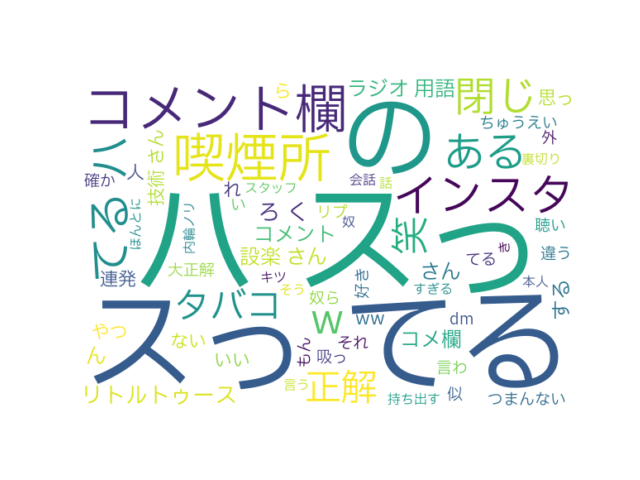 コメント欄
の
ラジオ 用語
ら
閉じ
思っ
ちゅうえい
外
裏切り
ある
技術 さん
喫煙所
てる ハ
確か
人
ほんとに
内輪ノリ
れ
い
スタッフ
ろ く
リプ
会話
話
奴
インスタ
聴い
ハ スっ
コメント
笑
設楽 さん
さん
てる
き
違う
連発
大正解
キツ
そう
奴ら
好き
すぎる
本人
する
タバコ
w
ww
dm
コメ欄
スってる
やっ
ん
ない
いい
もん
それ
吸っ
言わ
リトルトゥース
言う
正解
持ち出す
似
つまんない